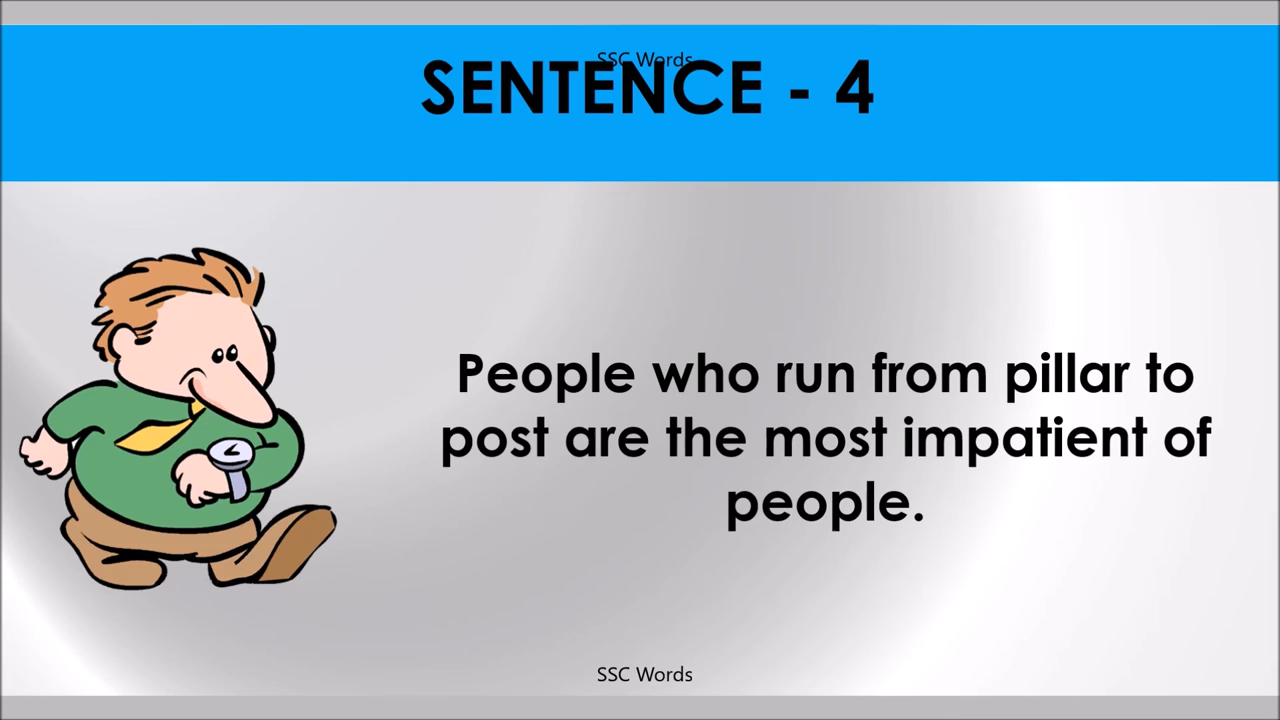 SSC Words
SENTENCE - 4
People who run from pillar to
post are the most impatient of
people.
SSC Words